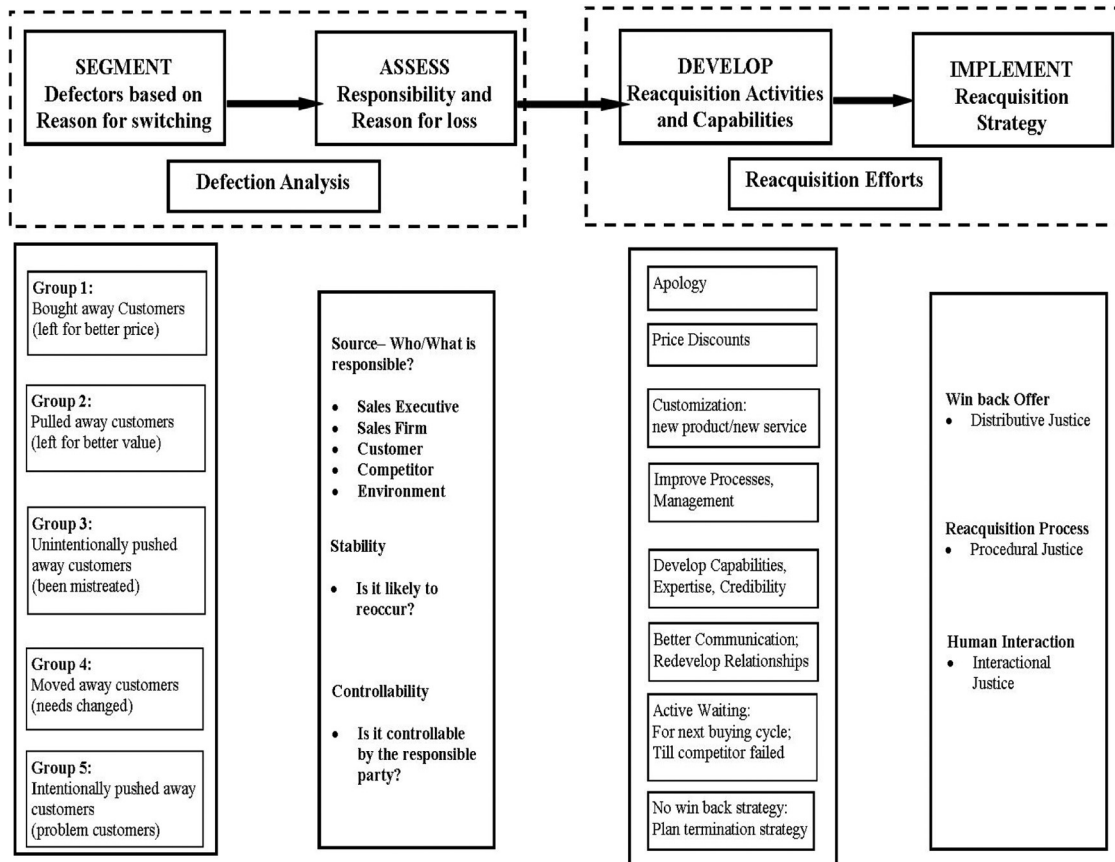 SEGMENT
Defectors based on
Reason for switching
ASSESS
Responsibility and
Reason for loss
Defection Analysis
DEVELOP
Reacquisition Activities
and Capabilities
IMPLEMENT
Reacquisition
Strategy
Reacquisition Efforts
Group 1:
Bought away Customers
(left for better price)
Group 2:
Pulled away customers
(left for better value)
Group 3:
Unintentionally pushed
away customers
(been mistreated)
Group 4:
Moved away customers
(needs changed)
Group 5:
Intentionally pushed away
customers
(problem customers)
Source– Who/What is
responsible?
• Sales Executive
• Sales Firm
• Customer
• Competitor
• Environment
Stability
• Is it likely to
reoccur?
Controllability
• Is it controllable
by the responsible
party?
Apology
Price Discounts
Customization:
new product/new service
Improve Processes,
Management
Develop Capabilities,
Expertise, Credibility
Better Communication;
Redevelop Relationships
Active Waiting:
For next buying cycle;
Till competitor failed
No win back strategy:
Plan termination strategy
Win back Offer
• Distributive Justice
Reacquisition Process
• Procedural Justice
Human Interaction
• Interactional
Justice